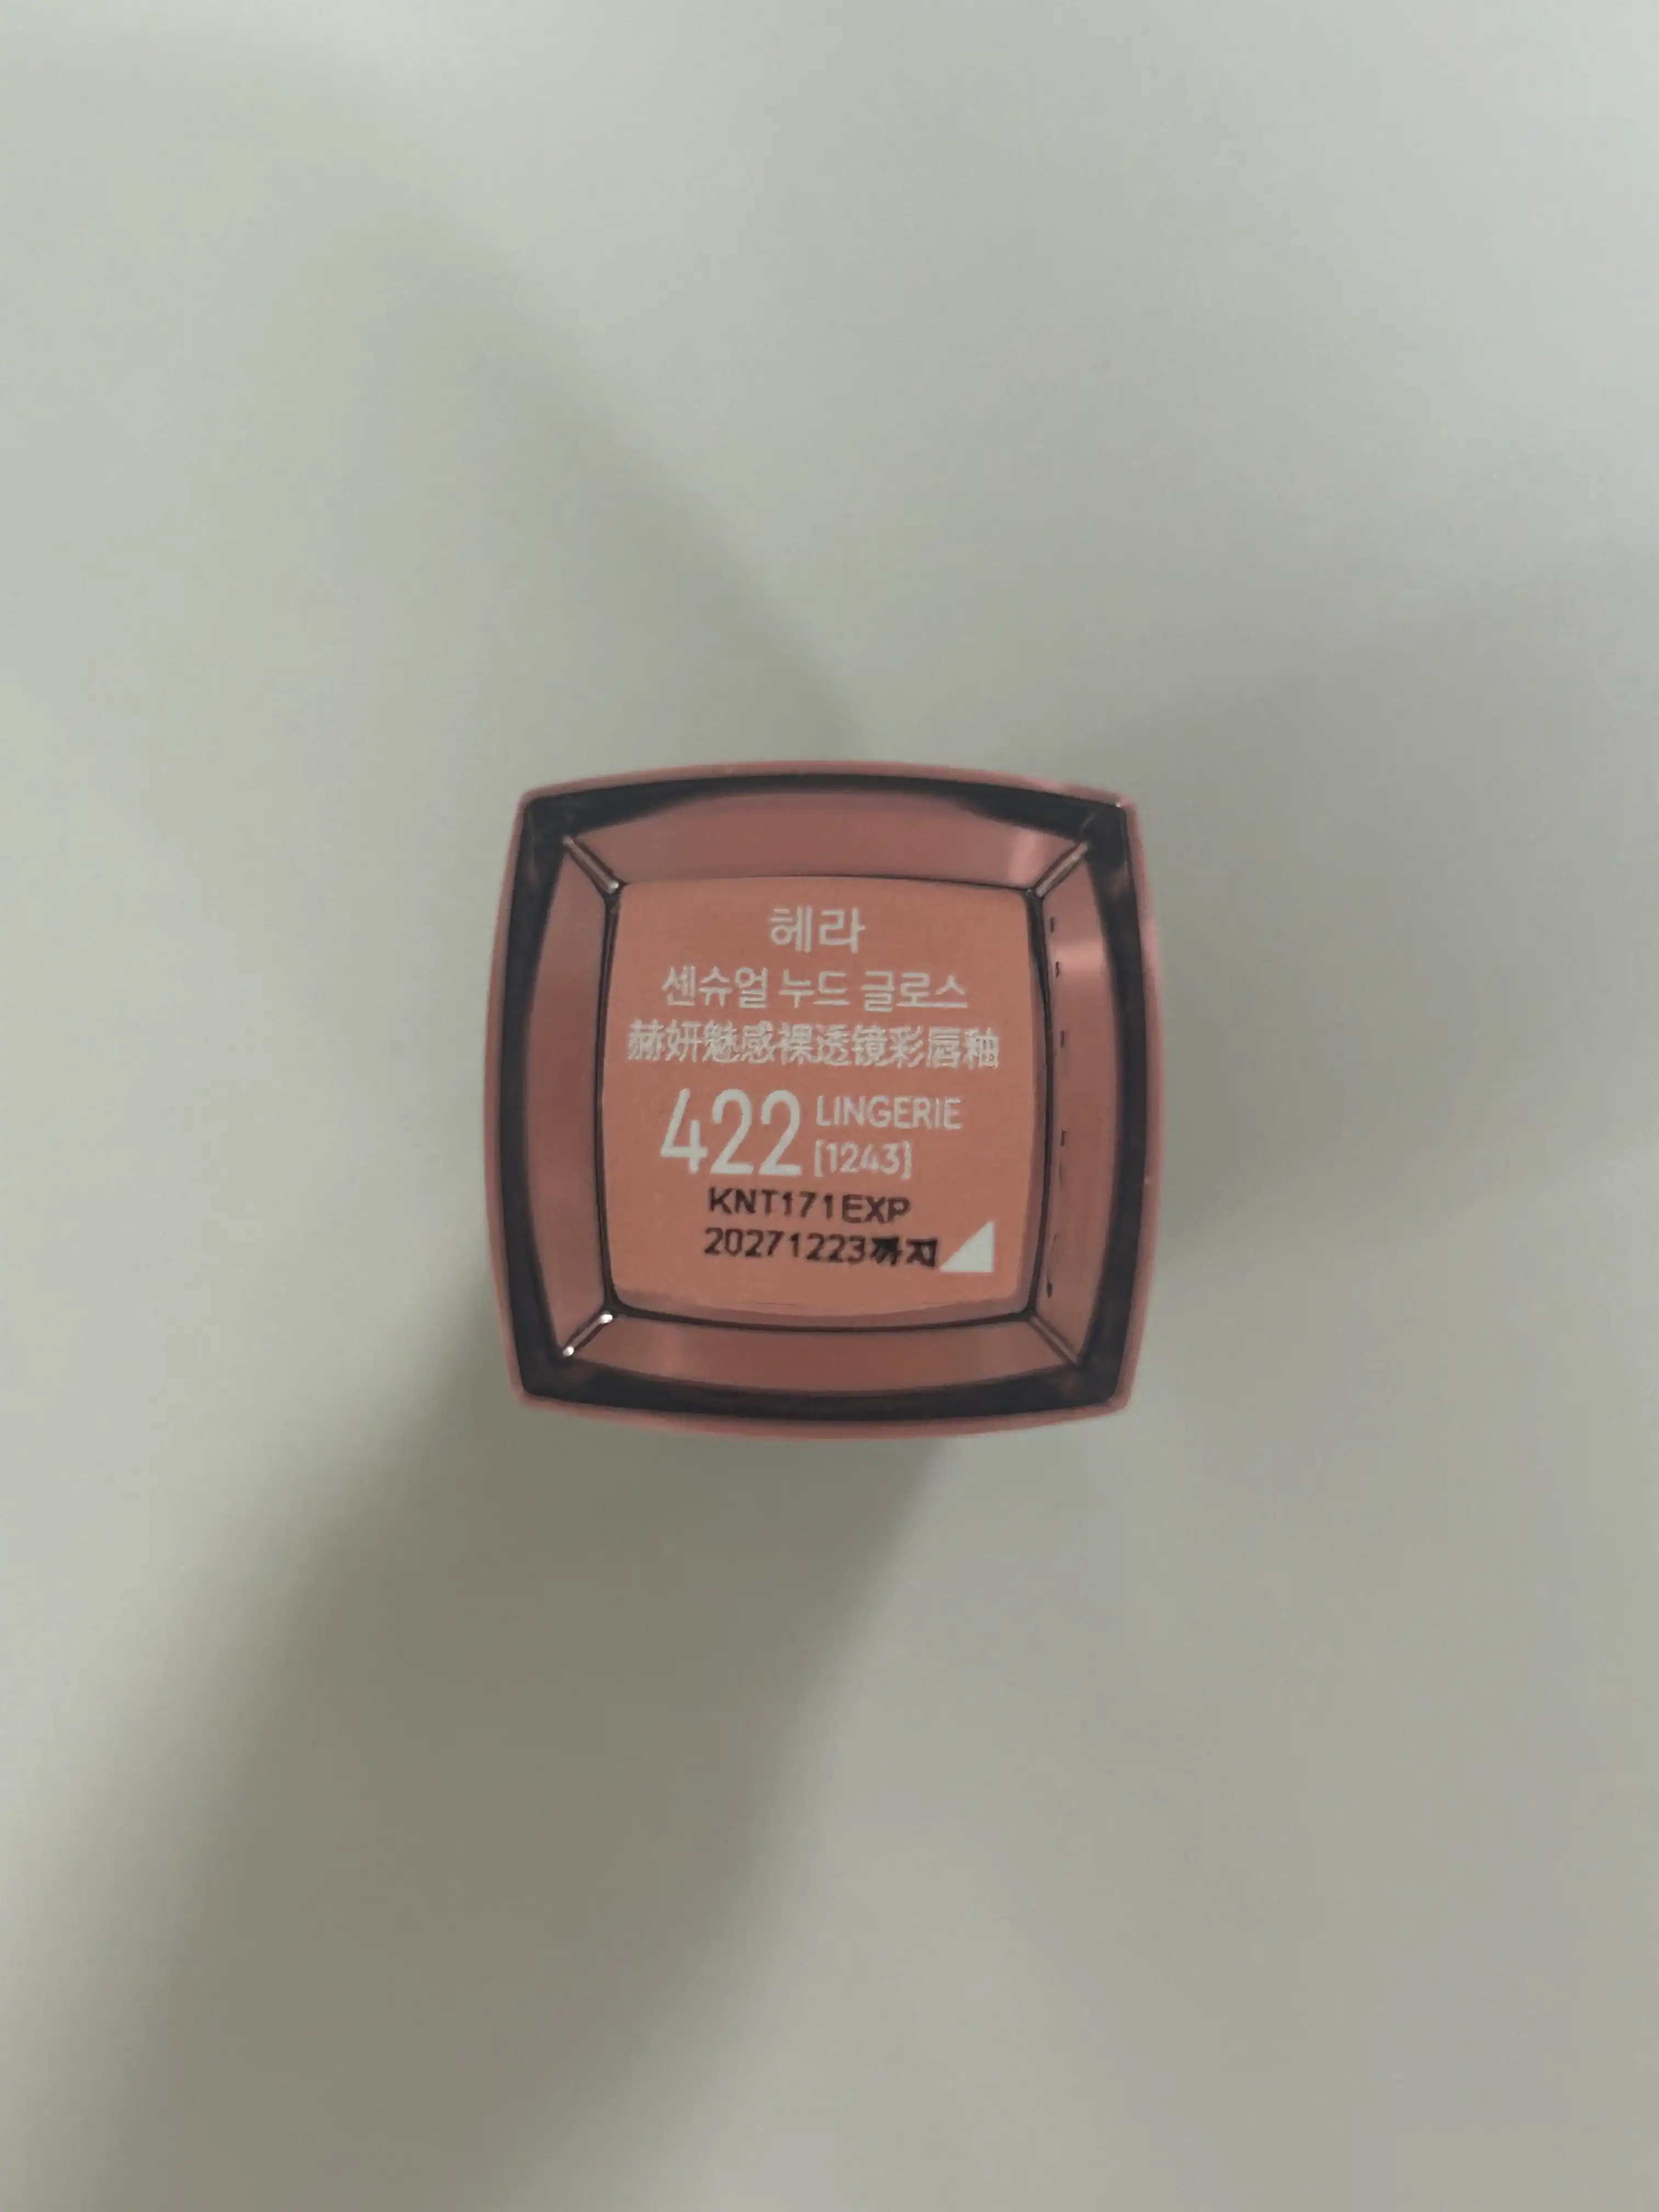 헤라
센슈얼 누드 글로스
赫妍魅感裸透镜彩唇釉
422 LINGERIE
[1243]
KNT171EXP
20271223까지